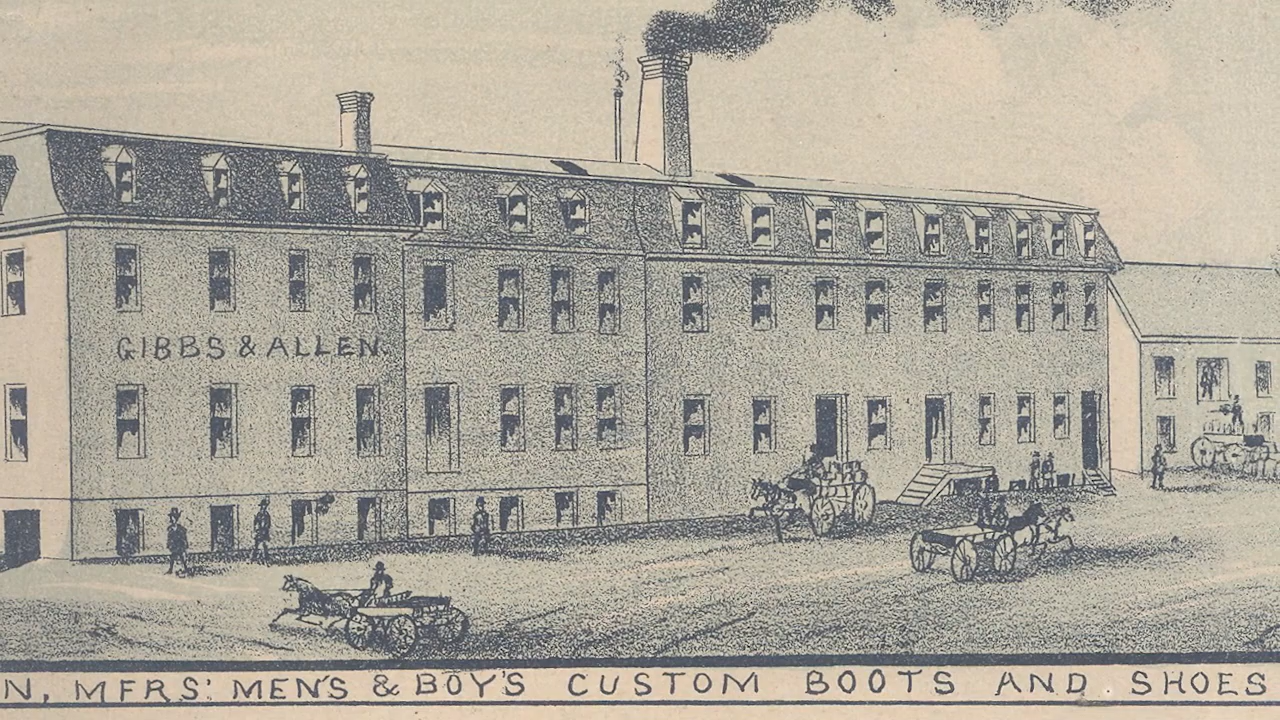 GIBBS & ALLEN.
N, MFRS: MEN'S & BOY'S CUSTOM BOOTS AND SHOES